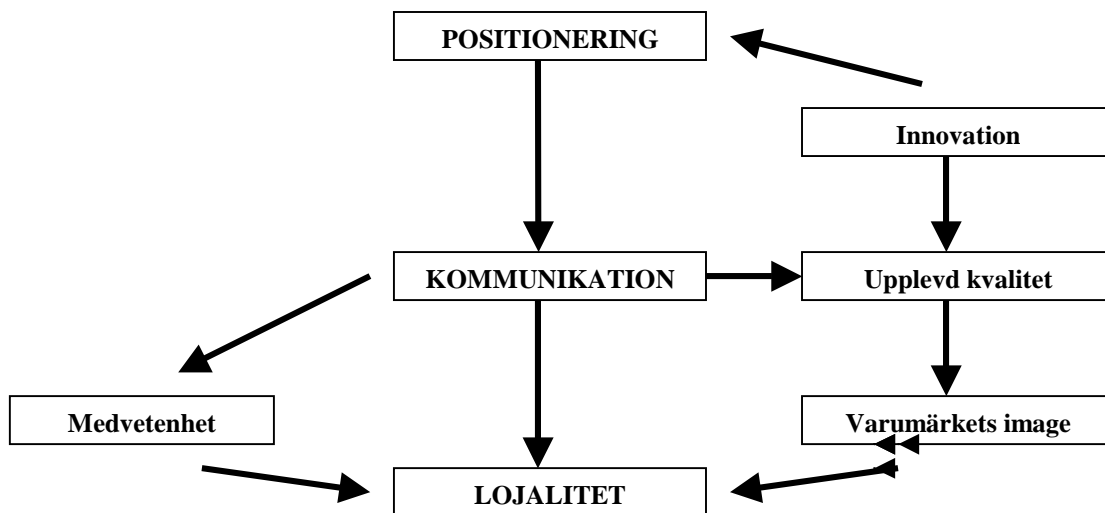 POSITIONERING
Innovation
KOMMUNIKATION
Upplevd kvalitet
Medvetenhet
Varumärkets image
LOJALITET